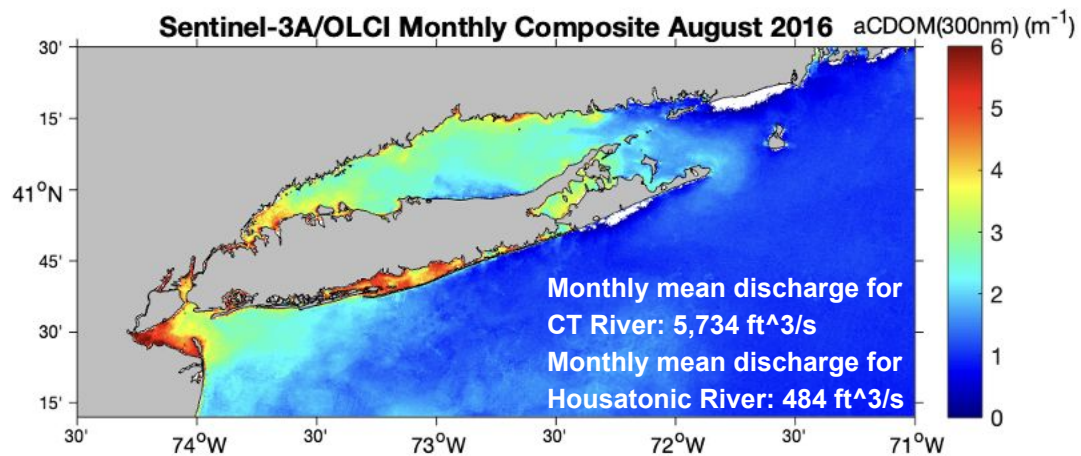 Sentinel-3A/OLCI Monthly Composite August 2016
aCDOM(300nm) (m⁻¹)
30'
15'
41°N
45'
30'
15'
30'
74°W
30'
73°W
30'
72°W
30'
71°W
6
5
4
3
2
1
0
Monthly mean discharge for
CT River: 5,734 ft^3/s
Monthly mean discharge for
Housatonic River: 484 ft^3/s